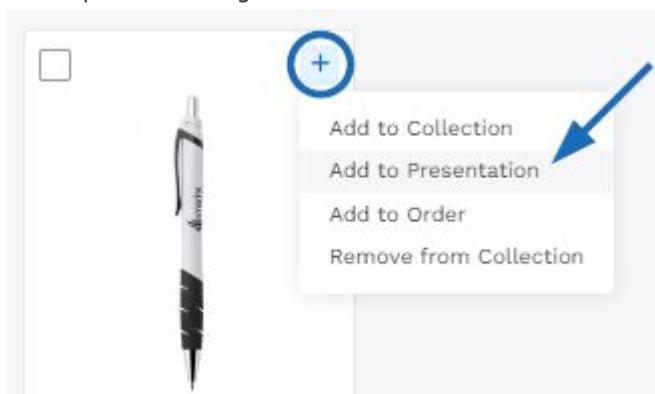 +
Add to Collection
Add to Presentation
Add to Order
Remove from Collection